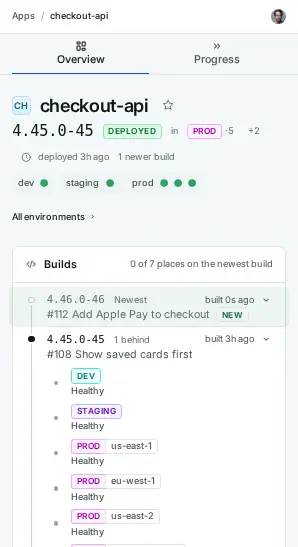 Apps / checkout-api
Overview
Progress
CH checkout-api
4.45.0-45 DEPLOYED in PROD ·5 +2
deployed 3h ago 1 newer build
dev staging prod
All environments >
</> Builds 0 of 7 places on the newest build
4.46.0-46 Newest built 0s ago
#112 Add Apple Pay to checkout NEW
4.45.0-45 1 behind built 3h ago
#108 Show saved cards first
DEV
Healthy
STAGING
Healthy
PROD us-east-1
Healthy
PROD eu-west-1
Healthy
PROD us-east-2
Healthy